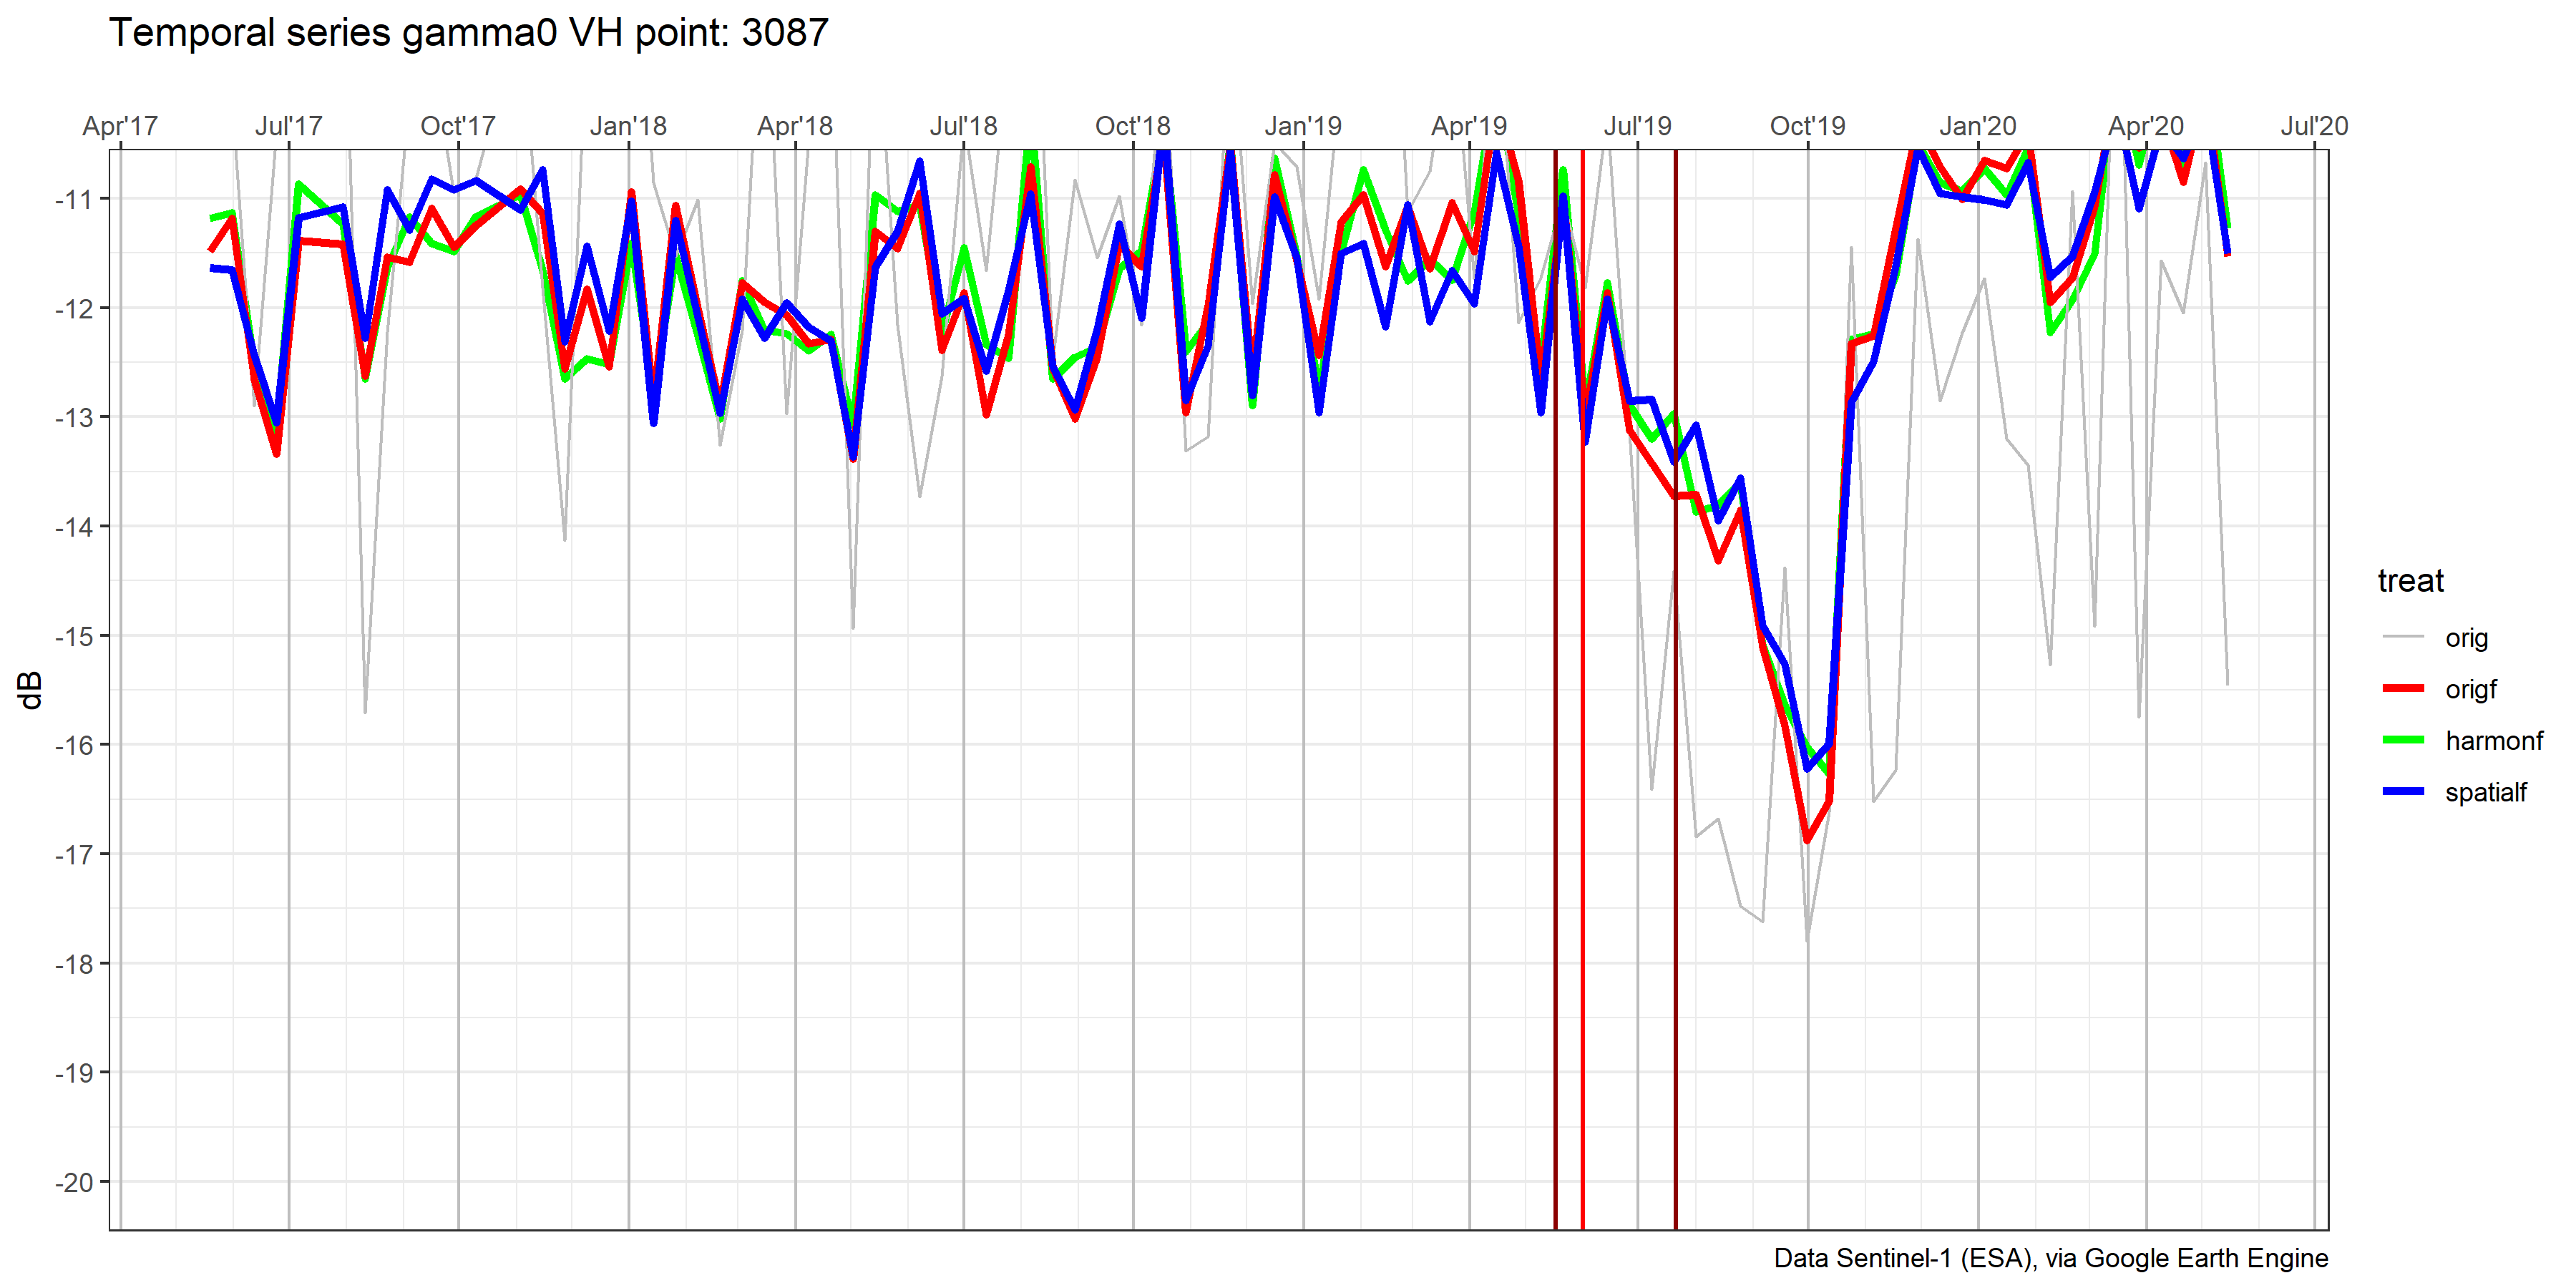 Temporal series gamma0 VH point: 3087
Apr'17 Jul'17 Oct'17 Jan'18 Apr'18 Jul'18 Oct'18 Jan'19 Apr'19 Jul'19 Oct'19 Jan'20 Apr'20 Jul'20
-11
-12
-13
-14
-15
-16
-17
-18
-19
-20
dB
treat
orig
origf
harmonf
spatialf
Data Sentinel-1 (ESA), via Google Earth Engine